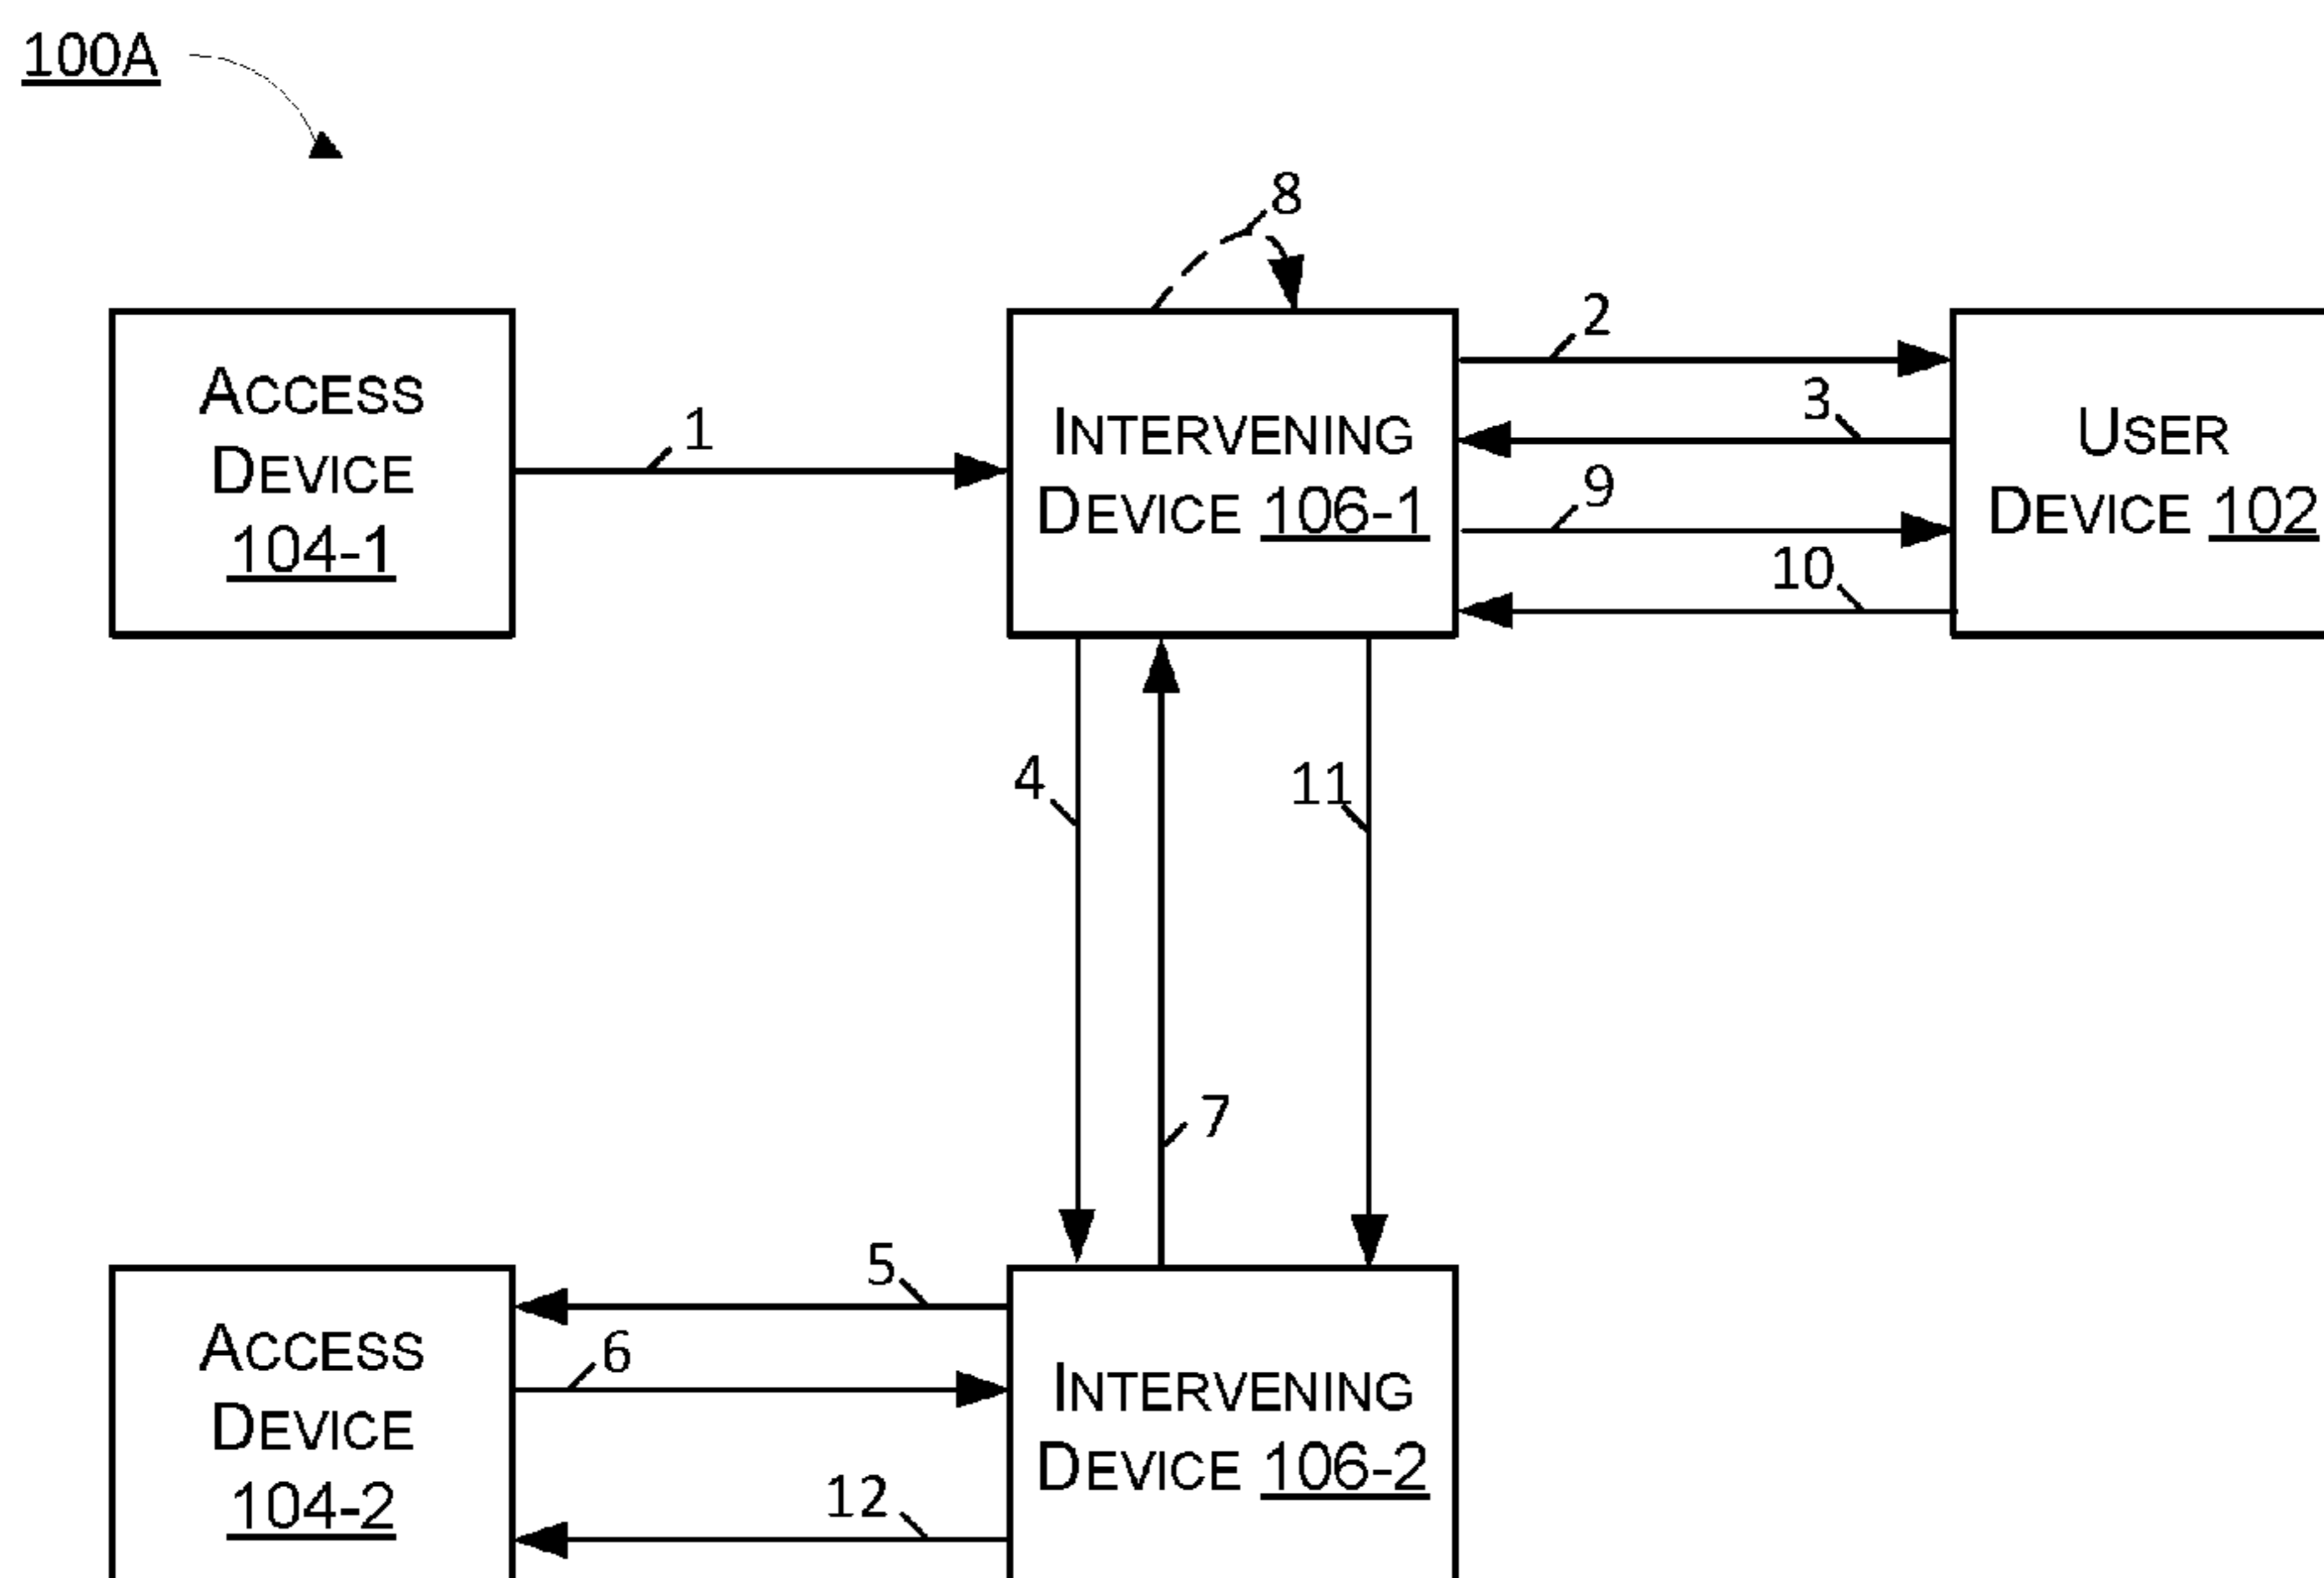 100A
8
ACCESS
DEVICE
104-1
1
INTERVENING
DEVICE 106-1
2
3
9
10
USER
DEVICE 102
4
11
7
5
6
12
ACCESS
DEVICE
104-2
INTERVENING
DEVICE 106-2